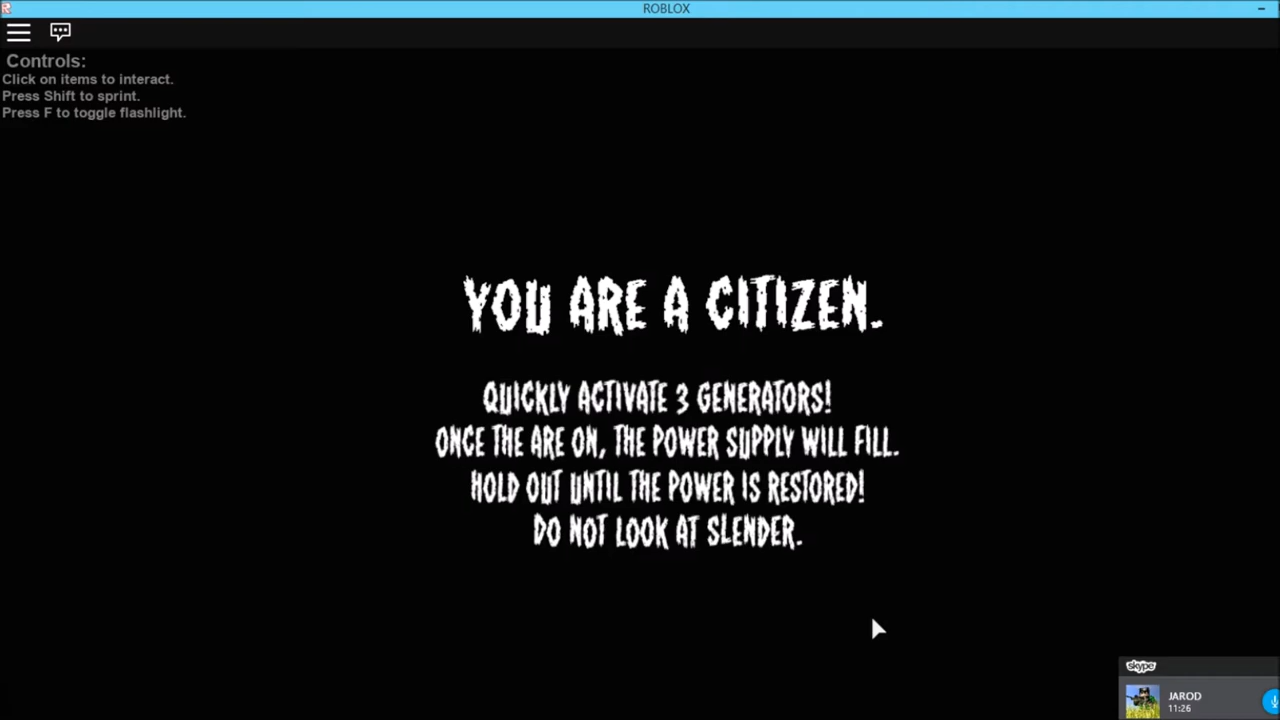 ROBLOX
Controls:
Click on items to interact.
Press Shift to sprint.
Press F to toggle flashlight.
YOU ARE A CITIZEN.
QUICKLY ACTIVATE 3 GENERATORS!
ONCE THE ARE ON, THE POWER SUPPLY WILL FILL.
HOLD OUT UNTIL THE POWER IS RESTORED!
DO NOT LOOK AT SLENDER.
skype
JAROD
11:26